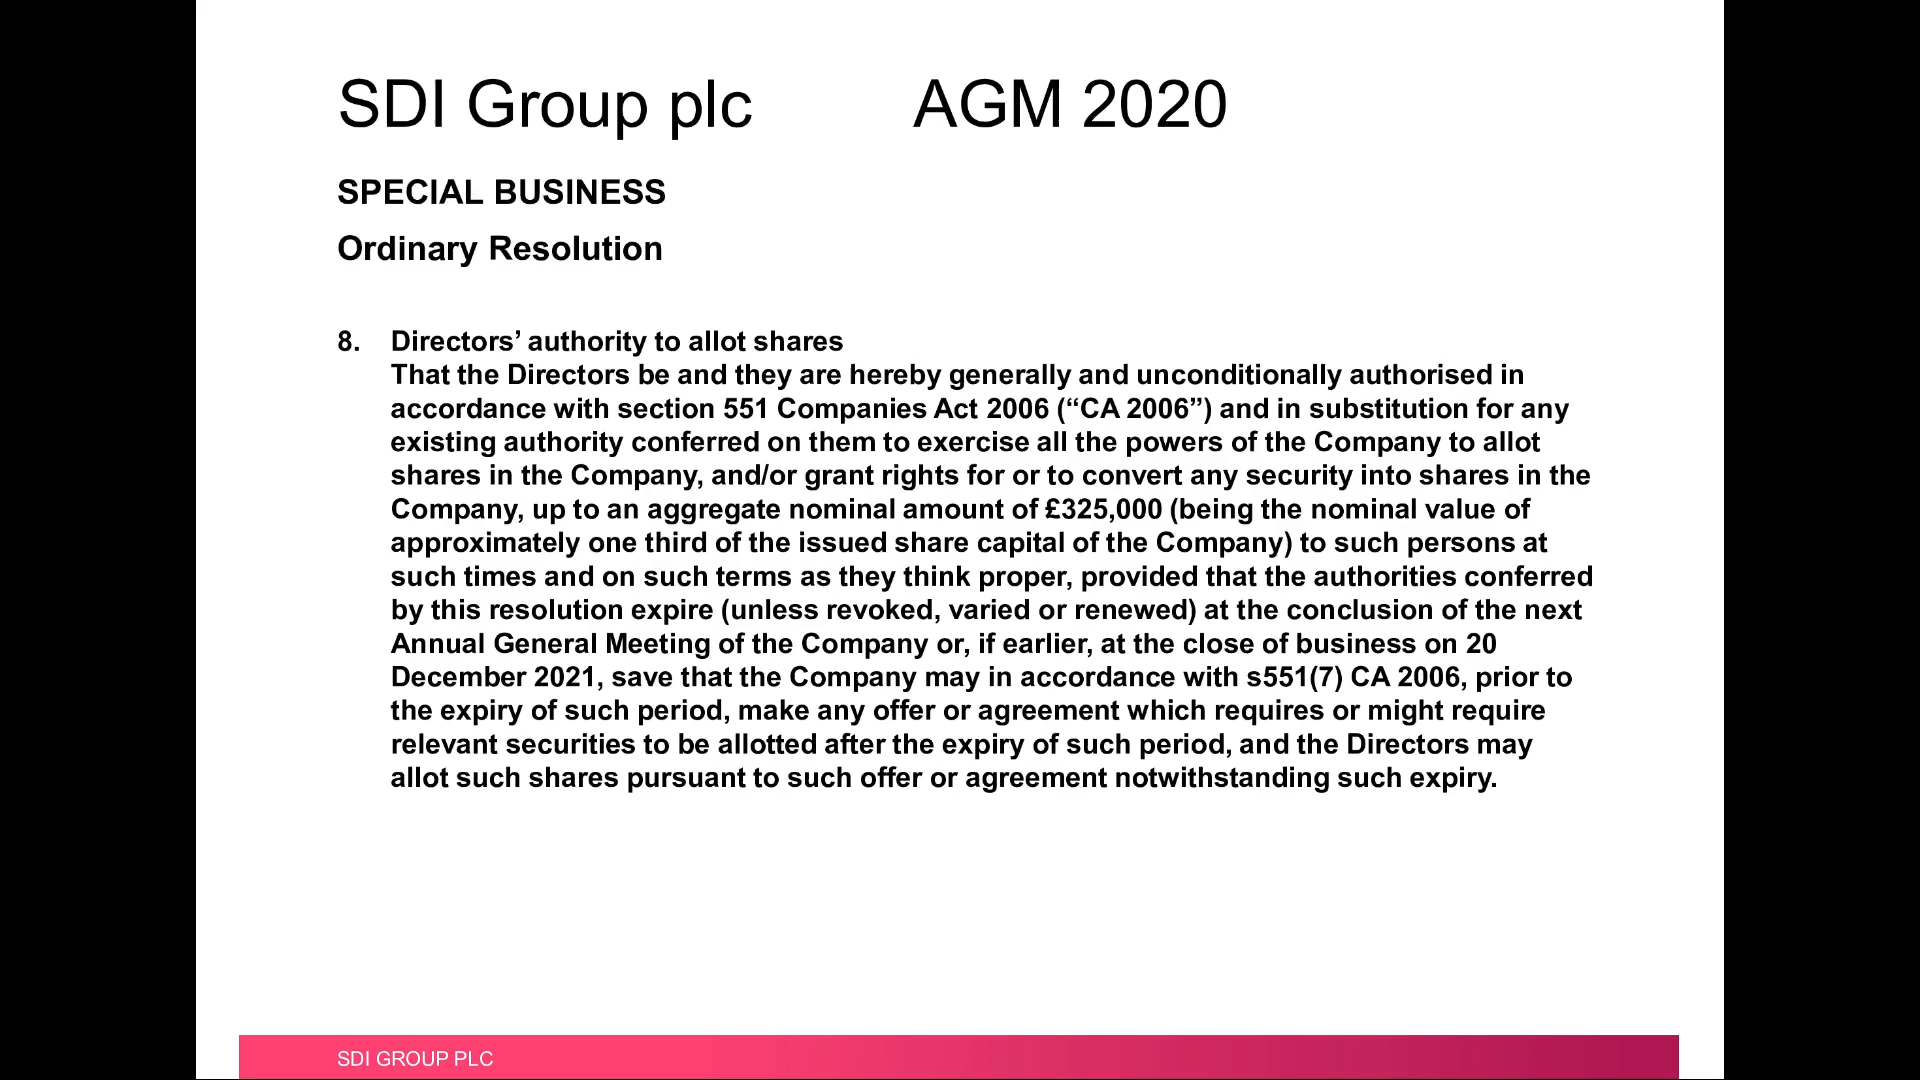 SDI Group plc AGM 2020
SPECIAL BUSINESS
Ordinary Resolution
8. Directors’ authority to allot shares
That the Directors be and they are hereby generally and unconditionally authorised in
accordance with section 551 Companies Act 2006 (“CA 2006”) and in substitution for any
existing authority conferred on them to exercise all the powers of the Company to allot
shares in the Company, and/or grant rights for or to convert any security into shares in the
Company, up to an aggregate nominal amount of £325,000 (being the nominal value of
approximately one third of the issued share capital of the Company) to such persons at
such times and on such terms as they think proper, provided that the authorities conferred
by this resolution expire (unless revoked, varied or renewed) at the conclusion of the next
Annual General Meeting of the Company or, if earlier, at the close of business on 20
December 2021, save that the Company may in accordance with s551(7) CA 2006, prior to
the expiry of such period, make any offer or agreement which requires or might require
relevant securities to be allotted after the expiry of such period, and the Directors may
allot such shares pursuant to such offer or agreement notwithstanding such expiry.
SDI GROUP PLC